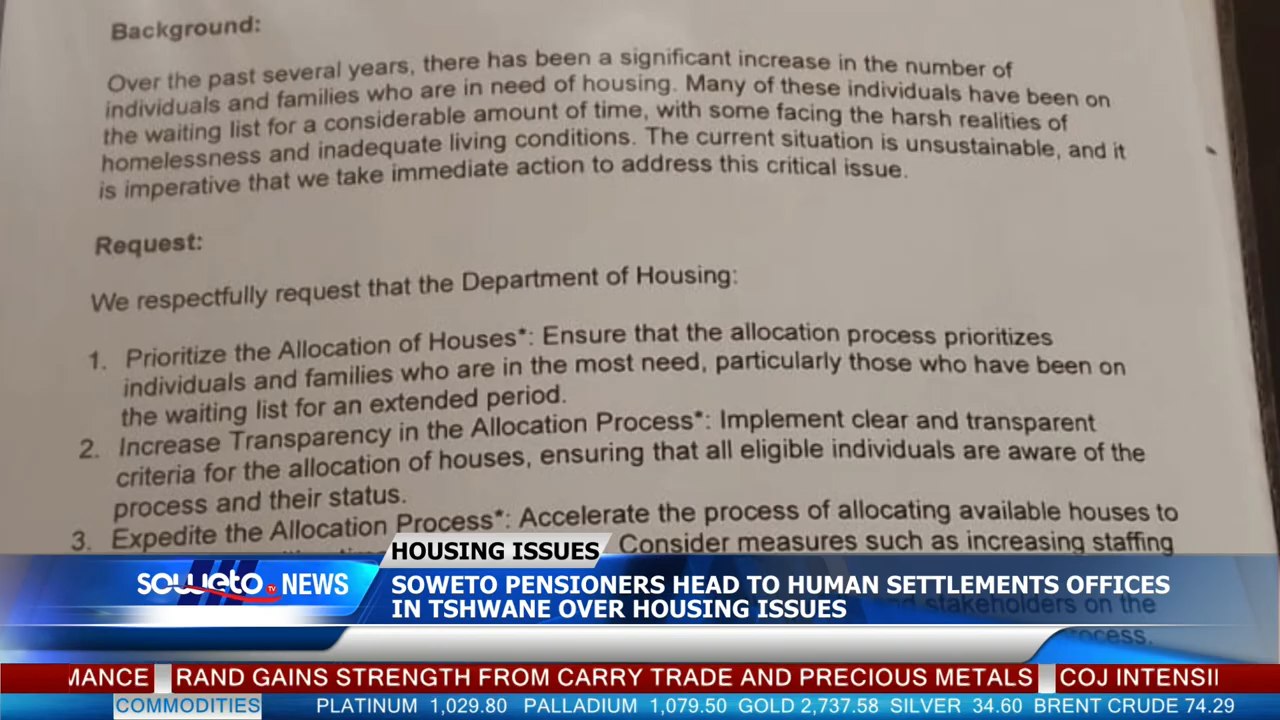 Background:
Over the past several years, there has been a significant increase in the number of
individuals and families who are in need of housing. Many of these individuals have been on
the waiting list for a considerable amount of time, with some facing the harsh realities of
homelessness and inadequate living conditions. The current situation is unsustainable, and it
is imperative that we take immediate action to address this critical issue.
Request:
We respectfully request that the Department of Housing:
1. Prioritize the Allocation of Houses*: Ensure that the allocation process prioritizes
individuals and families who are in the most need, particularly those who have been on
the waiting list for an extended period.
2. Increase Transparency in the Allocation Process*: Implement clear and transparent
criteria for the allocation of houses, ensuring that all eligible individuals are aware of the
process and their status.
3. Expedite the Allocation Process*: Accelerate the process of allocating available houses to
Consider measures such as increasing staffing
stakeholders on the
HOUSING ISSUES
soweto tv NEWS
SOWETO PENSIONERS HEAD TO HUMAN SETTLEMENTS OFFICES
IN TSHWANE OVER HOUSING ISSUES
MANCE RAND GAINS STRENGTH FROM CARRY TRADE AND PRECIOUS METALS COJ INTENSII
COMMODITIES PLATINUM 1,029.80 PALLADIUM 1,079.50 GOLD 2,737.58 SILVER 34.60 BRENT CRUDE 74.29